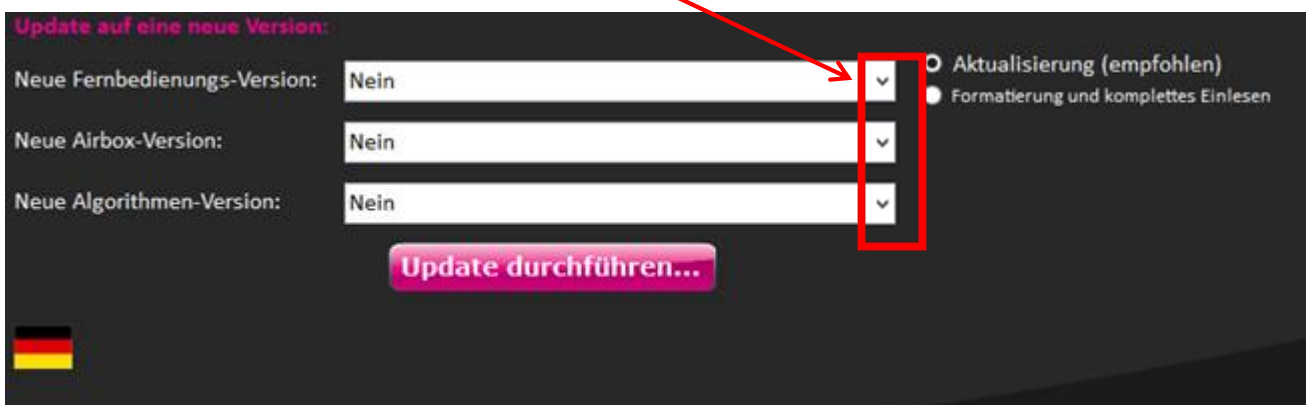 Update auf eine neue Version:
Neue Fernbedienungs-Version:
Nein
Aktualisierung (empfohlen)
Formatierung und komplettes Einlesen
Neue Airbox-Version:
Nein
Neue Algorithmen-Version:
Nein
Update durchführen...